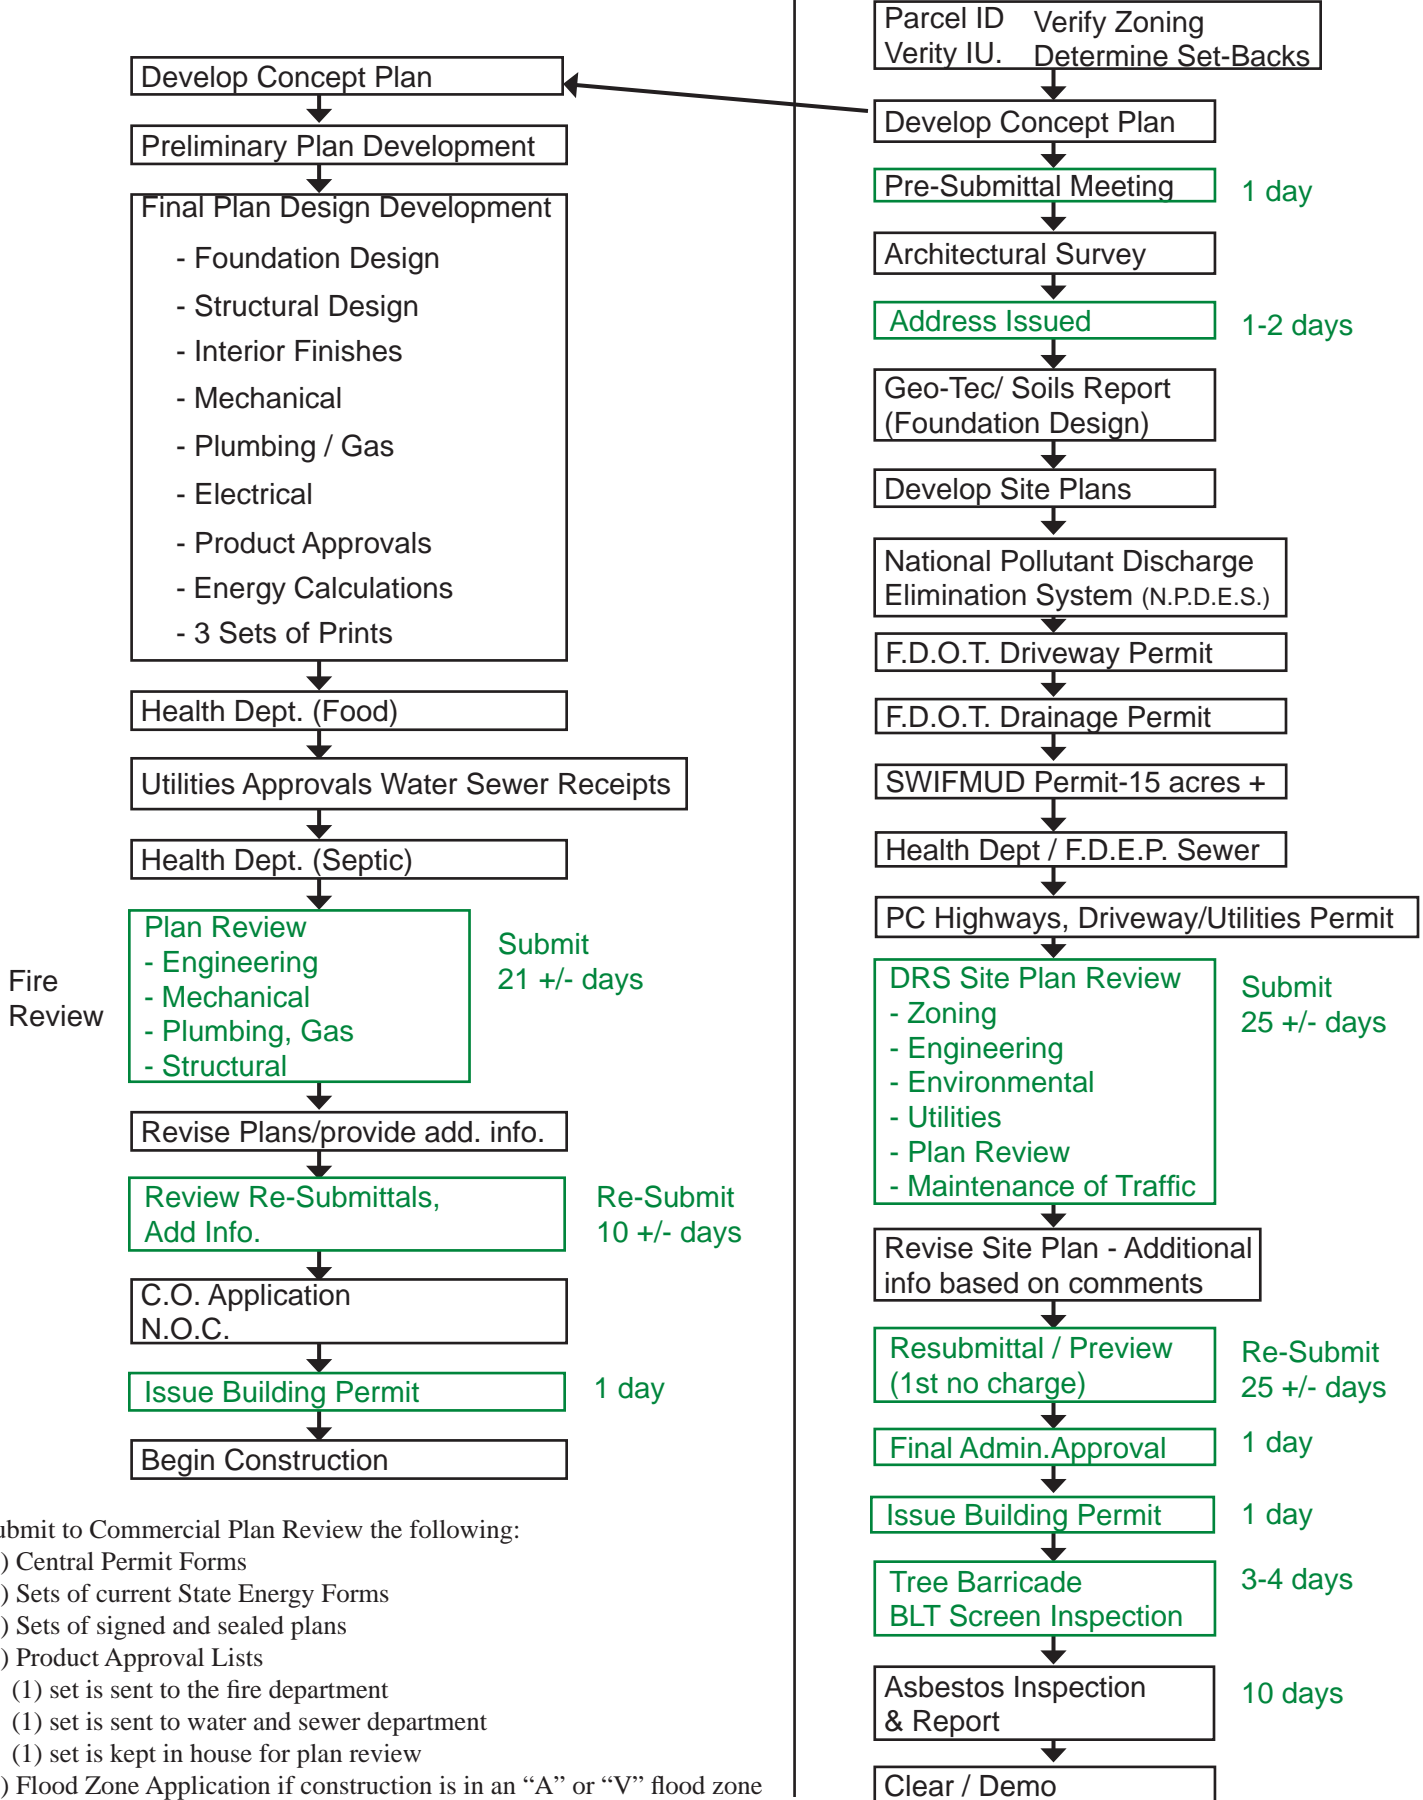 Develop Concept Plan
Preliminary Plan Development
Final Plan Design Development
- Foundation Design
- Structural Design
- Interior Finishes
- Mechanical
- Plumbing / Gas
- Electrical
- Product Approvals
- Energy Calculations
- 3 Sets of Prints
Health Dept. (Food)
Utilities Approvals Water Sewer Receipts
Health Dept. (Septic)
Fire
Review
Plan Review
- Engineering
- Mechanical
- Plumbing, Gas
- Structural
Submit
21 +/- days
Revise Plans/provide add. info.
Review Re-Submittals,
Add Info.
Re-Submit
10 +/- days
C.O. Application
N.O.C.
Issue Building Permit
1 day
Begin Construction
ubmit to Commercial Plan Review the following:
) Central Permit Forms
) Sets of current State Energy Forms
) Sets of signed and sealed plans
) Product Approval Lists
(1) set is sent to the fire department
(1) set is sent to water and sewer department
(1) set is kept in house for plan review
) Flood Zone Application if construction is in an “A” or “V” flood zone
Parcel ID Verify Zoning
Verity IU. Determine Set-Backs
Develop Concept Plan
Pre-Submittal Meeting
1 day
Architectural Survey
Address Issued
1-2 days
Geo-Tec/ Soils Report
(Foundation Design)
Develop Site Plans
National Pollutant Discharge
Elimination System (N.P.D.E.S.)
F.D.O.T. Driveway Permit
F.D.O.T. Drainage Permit
SWIFMUD Permit-15 acres +
Health Dept / F.D.E.P. Sewer
PC Highways, Driveway/Utilities Permit
DRS Site Plan Review
- Zoning
- Engineering
- Environmental
- Utilities
- Plan Review
- Maintenance of Traffic
Submit
25 +/- days
Revise Site Plan - Additional
info based on comments
Resubmittal / Preview
(1st no charge)
Re-Submit
25 +/- days
Final Admin.Approval
1 day
Issue Building Permit
1 day
Tree Barricade
BLT Screen Inspection
3-4 days
Asbestos Inspection
& Report
10 days
Clear / Demo